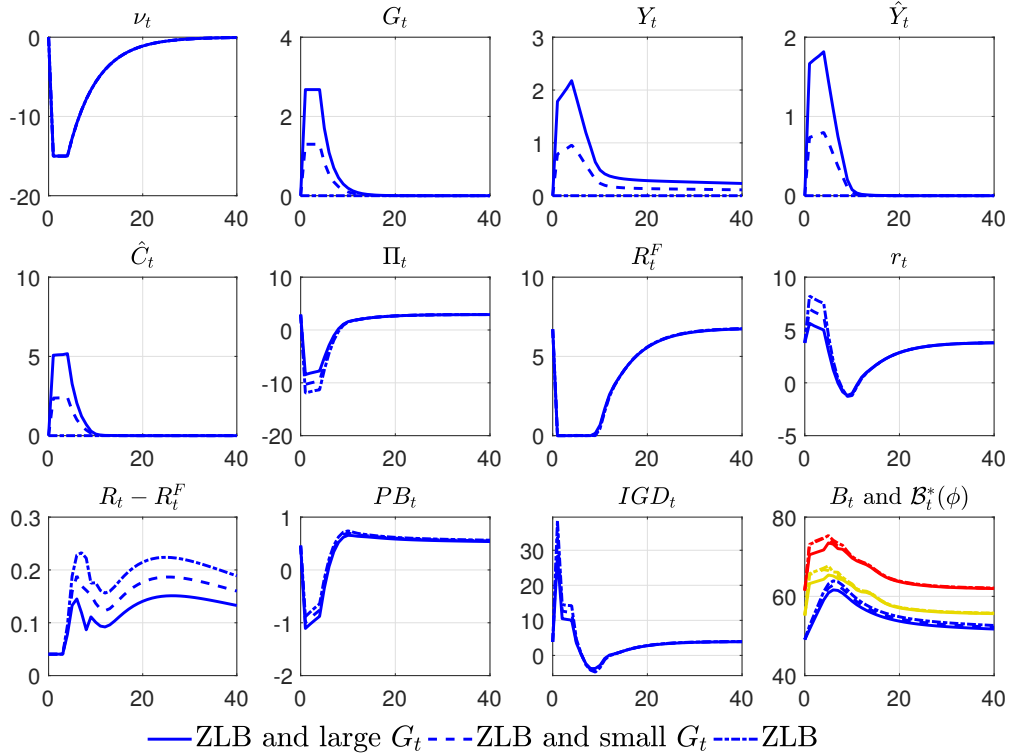 ν_t G_t Y_t Ŷ_t
0 4 3 2
-10 2 2 1
-20 0 1 0
0
0 20 40 0 20 40 0 20 40 0 20 40
Ĉ_t Π_t R_t^F r_t
10 10 10 10
5 0 5 5
0 -10 0 0
-20 -5
0 20 40 0 20 40 0 20 40 0 20 40
R_t − R_t^F PB_t IGD_t B_t and ℬ_t^*(ϕ)
0.3 1 30 80
0.2 0 20 60
0.1 -1 10 40
0 -2 0
0 20 40 0 20 40 0 20 40 0 20 40
ZLB and large G_t ZLB and small G_t ZLB